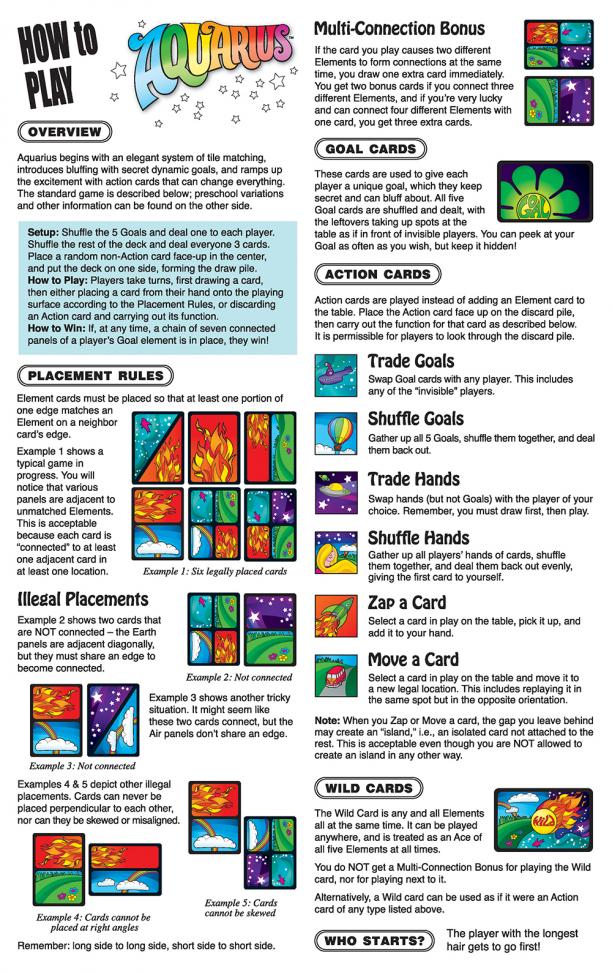 HOW to
PLAY
AQUARIUS™
OVERVIEW
Aquarius begins with an elegant system of tile matching,
introduces bluffing with secret dynamic goals, and ramps up
the excitement with action cards that can change everything.
The standard game is described below; preschool variations
and other information can be found on the other side.
Setup: Shuffle the 5 Goals and deal one to each player.
Shuffle the rest of the deck and deal everyone 3 cards.
Place a random non-Action card face-up in the center,
and put the deck on one side, forming the draw pile.
How to Play: Players take turns, first drawing a card,
then either placing a card from their hand onto the playing
surface according to the Placement Rules, or discarding
an Action card and carrying out its function.
How to Win: If, at any time, a chain of seven connected
panels of a player's Goal element is in place, they win!
PLACEMENT RULES
Element cards must be placed so that at least one portion of
one edge matches an
Element on a neighbor
card's edge.
Example 1 shows a
typical game in
progress. You will
notice that various
panels are adjacent to
unmatched Elements.
This is acceptable
because each card is
"connected" to at least
one adjacent card in
at least one location.
Example 1: Six legally placed cards
Illegal Placements
Example 2 shows two cards that
are NOT connected – the Earth
panels are adjacent diagonally,
but they must share an edge to
become connected.
Example 2: Not connected
Example 3 shows another tricky
situation. It might seem like
these two cards connect, but the
Air panels don't share an edge.
Example 3: Not connected
Examples 4 & 5 depict other illegal
placements. Cards can never be
placed perpendicular to each other,
nor can they be skewed or misaligned.
Example 4: Cards cannot be
placed at right angles
Example 5: Cards
cannot be skewed
Remember: long side to long side, short side to short side.
Multi-Connection Bonus
If the card you play causes two different
Elements to form connections at the same
time, you draw one extra card immediately.
You get two bonus cards if you connect three
different Elements, and if you're very lucky
and can connect four different Elements with
one card, you get three extra cards.
GOAL CARDS
These cards are used to give each
player a unique goal, which they keep
secret and can bluff about. All five
Goal cards are shuffled and dealt, with
the leftovers taking up spots at the
table as if in front of invisible players. You can peek at your
Goal as often as you wish, but keep it hidden!
GOAL
ACTION CARDS
Action cards are played instead of adding an Element card to
the table. Place the Action card face up on the discard pile,
then carry out the function for that card as described below.
It is permissible for players to look through the discard pile.
Trade Goals
Swap Goal cards with any player. This includes
any of the "invisible" players.
Shuffle Goals
Gather up all 5 Goals, shuffle them together, and deal
them back out.
Trade Hands
Swap hands (but not Goals) with the player of your
choice. Remember, you must draw first, then play.
Shuffle Hands
Gather up all players' hands of cards, shuffle
them together, and deal them back out evenly,
giving the first card to yourself.
Zap a Card
Select a card in play on the table, pick it up, and
add it to your hand.
Move a Card
Select a card in play on the table and move it to
a new legal location. This includes replaying it in
the same spot but in the opposite orientation.
Note: When you Zap or Move a card, the gap you leave behind
may create an "island," i.e., an isolated card not attached to the
rest. This is acceptable even though you are NOT allowed to
create an island in any other way.
WILD CARDS
The Wild Card is any and all Elements
all at the same time. It can be played
anywhere, and is treated as an Ace of
all five Elements at all times.
WILD
You do NOT get a Multi-Connection Bonus for playing the Wild
card, nor for playing next to it.
Alternatively, a Wild card can be used as if it were an Action
card of any type listed above.
WHO STARTS?
The player with the longest
hair gets to go first!